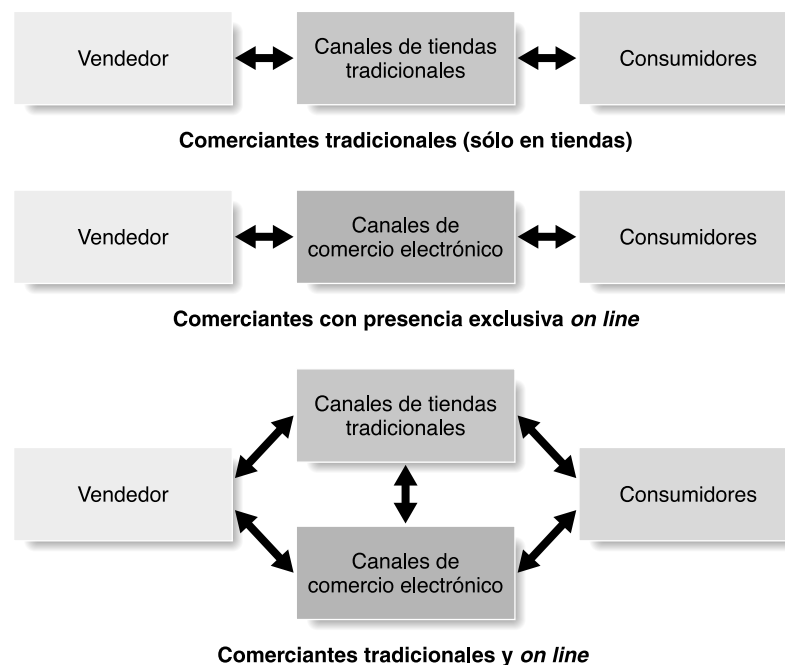 Vendedor
Canales de tiendas
tradicionales
Consumidores
Comerciantes tradicionales (sólo en tiendas)
Vendedor
Canales de
comercio electrónico
Consumidores
Comerciantes con presencia exclusiva on line
Canales de tiendas
tradicionales
Vendedor
Consumidores
Canales de
comercio electrónico
Comerciantes tradicionales y on line